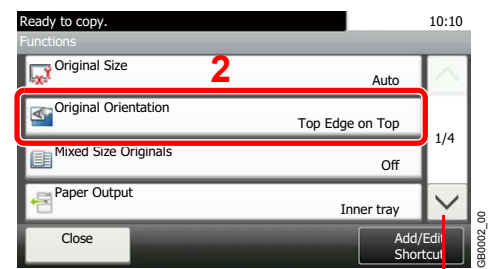 Ready to copy. 10:10
Functions
Original Size
2
Auto
Original Orientation
Top Edge on Top
1/4
Mixed Size Originals
Off
Paper Output
Inner tray
Close
Add/Edit
Shortcut
GB0002_00